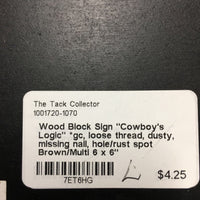 The Tack Collector
1001720-1070
Wood Block Sign "Cowboy's
Logic" *gc, loose thread, dusty,
missing nail, hole/rust spot
Brown/Multi 6 x 6"
7ET6HG
$4.25